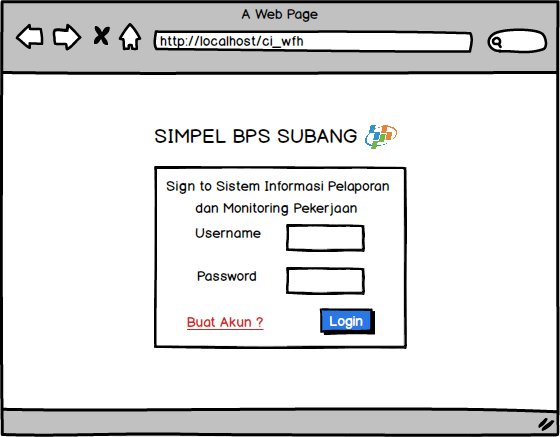 A Web Page
http://localhost/ci_wfh
SIMPEL BPS SUBANG
Sign to Sistem Informasi Pelaporan
dan Monitoring Pekerjaan
Username
Password
Buat Akun ?
Login